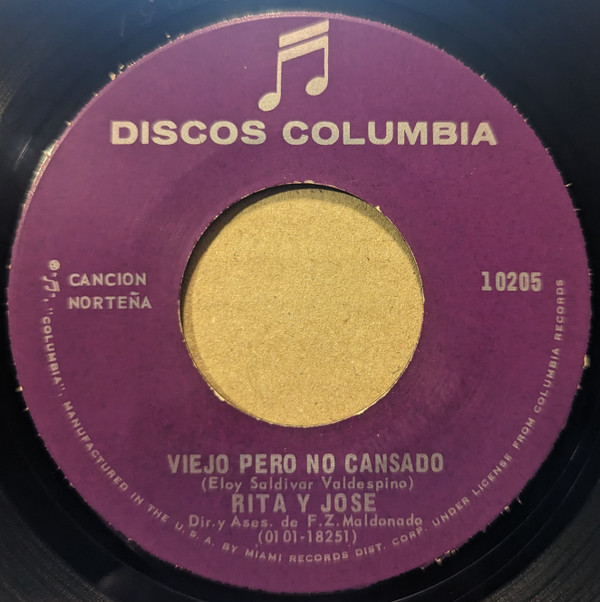 DISCOS COLUMBIA
CANCION
NORTEÑA
10205
VIEJO PERO NO CANSADO
(Eloy Saldivar Valdespino)
RITA Y JOSE
Dir. y Ases. de F. Z. Maldonado
(0101-18251)
®, "COLUMBIA", MANUFACTURED IN THE U. S. A. BY MIAMI RECORDS DIST. CORP. UNDER LICENSE FROM COLUMBIA RECORDS